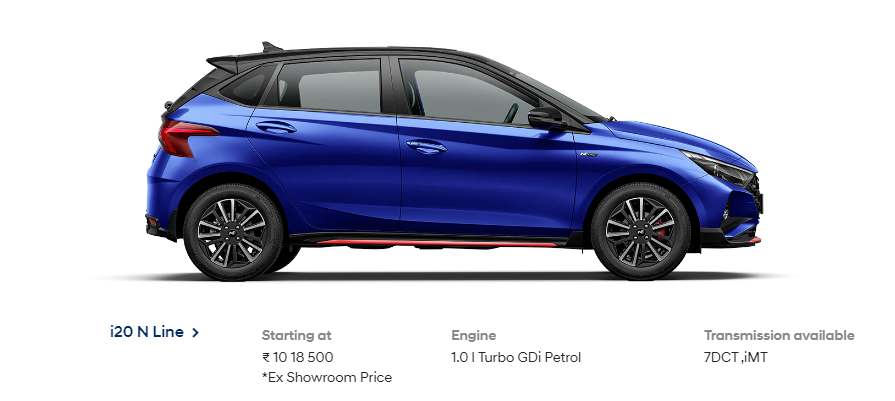 i20 N Line
Starting at
₹ 10 18 500
*Ex Showroom Price
Engine
1.0 l Turbo GDi Petrol
Transmission available
7DCT ,iMT